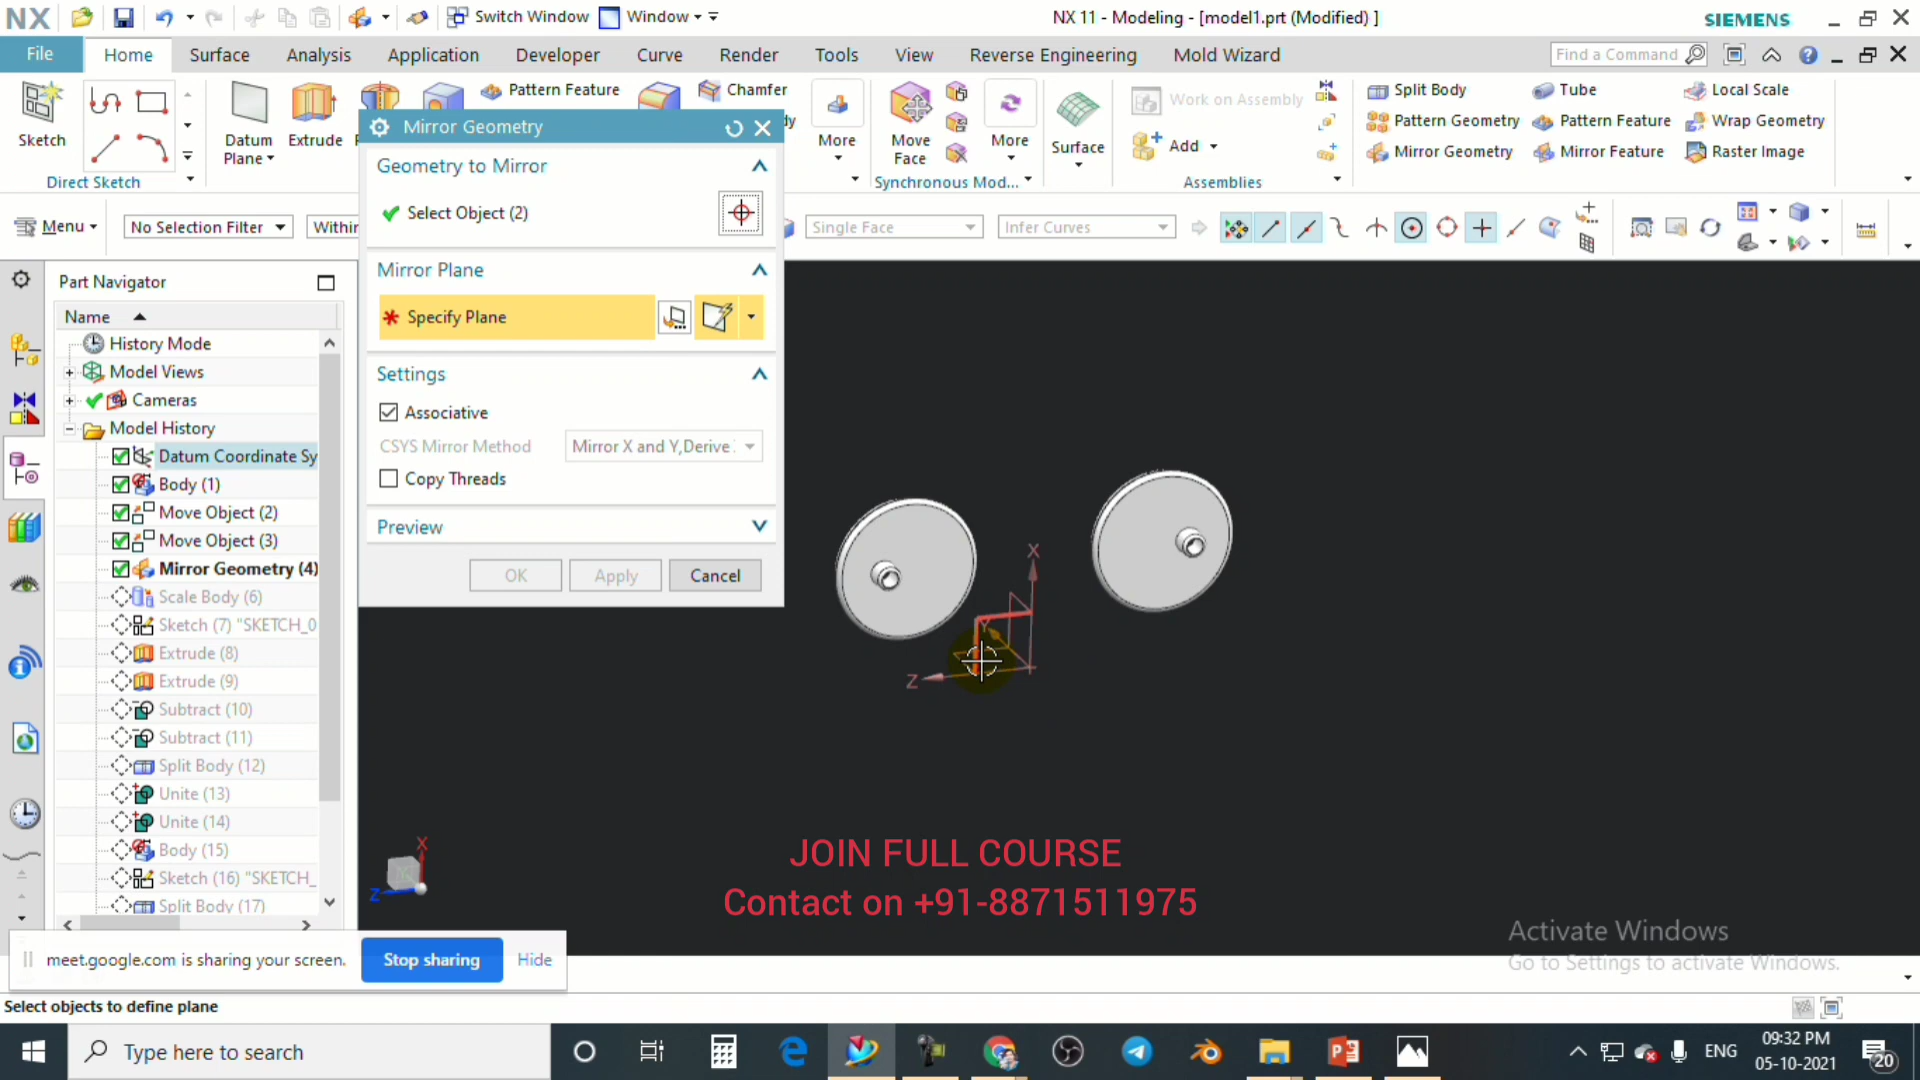 NX
Switch Window
Window
NX 11 - Modeling - [model1.prt (Modified) ]
SIEMENS
File
Home
Surface
Analysis
Application
Developer
Curve
Render
Tools
View
Reverse Engineering
Mold Wizard
Find a Command
Sketch
Direct Sketch
Datum
Plane
Extrude
Pattern Feature
Chamfer
More
Move
Face
More
Synchronous Mod...
Surface
Work on Assembly
Add
Assemblies
Split Body
Tube
Local Scale
Pattern Geometry
Pattern Feature
Wrap Geometry
Mirror Geometry
Mirror Feature
Raster Image
Menu
No Selection Filter
Within
Single Face
Infer Curves
Mirror Geometry
Geometry to Mirror
Select Object (2)
Mirror Plane
* Specify Plane
Settings
Associative
CSYS Mirror Method
Mirror X and Y,Derive
Copy Threads
Preview
OK
Apply
Cancel
Part Navigator
Name
History Mode
Model Views
Cameras
Model History
Datum Coordinate Sy
Body (1)
Move Object (2)
Move Object (3)
Mirror Geometry (4)
Scale Body (6)
Sketch (7) "SKETCH_0
Extrude (8)
Extrude (9)
Subtract (10)
Subtract (11)
Split Body (12)
Unite (13)
Unite (14)
Body (15)
Sketch (16) "SKETCH_
Split Body (17)
X
Y
Z
X
Z
JOIN FULL COURSE
Contact on +91-8871511975
Activate Windows
Go to Settings to activate Windows.
meet.google.com is sharing your screen.
Stop sharing
Hide
Select objects to define plane
Type here to search
ENG
09:32 PM
05-10-2021
20